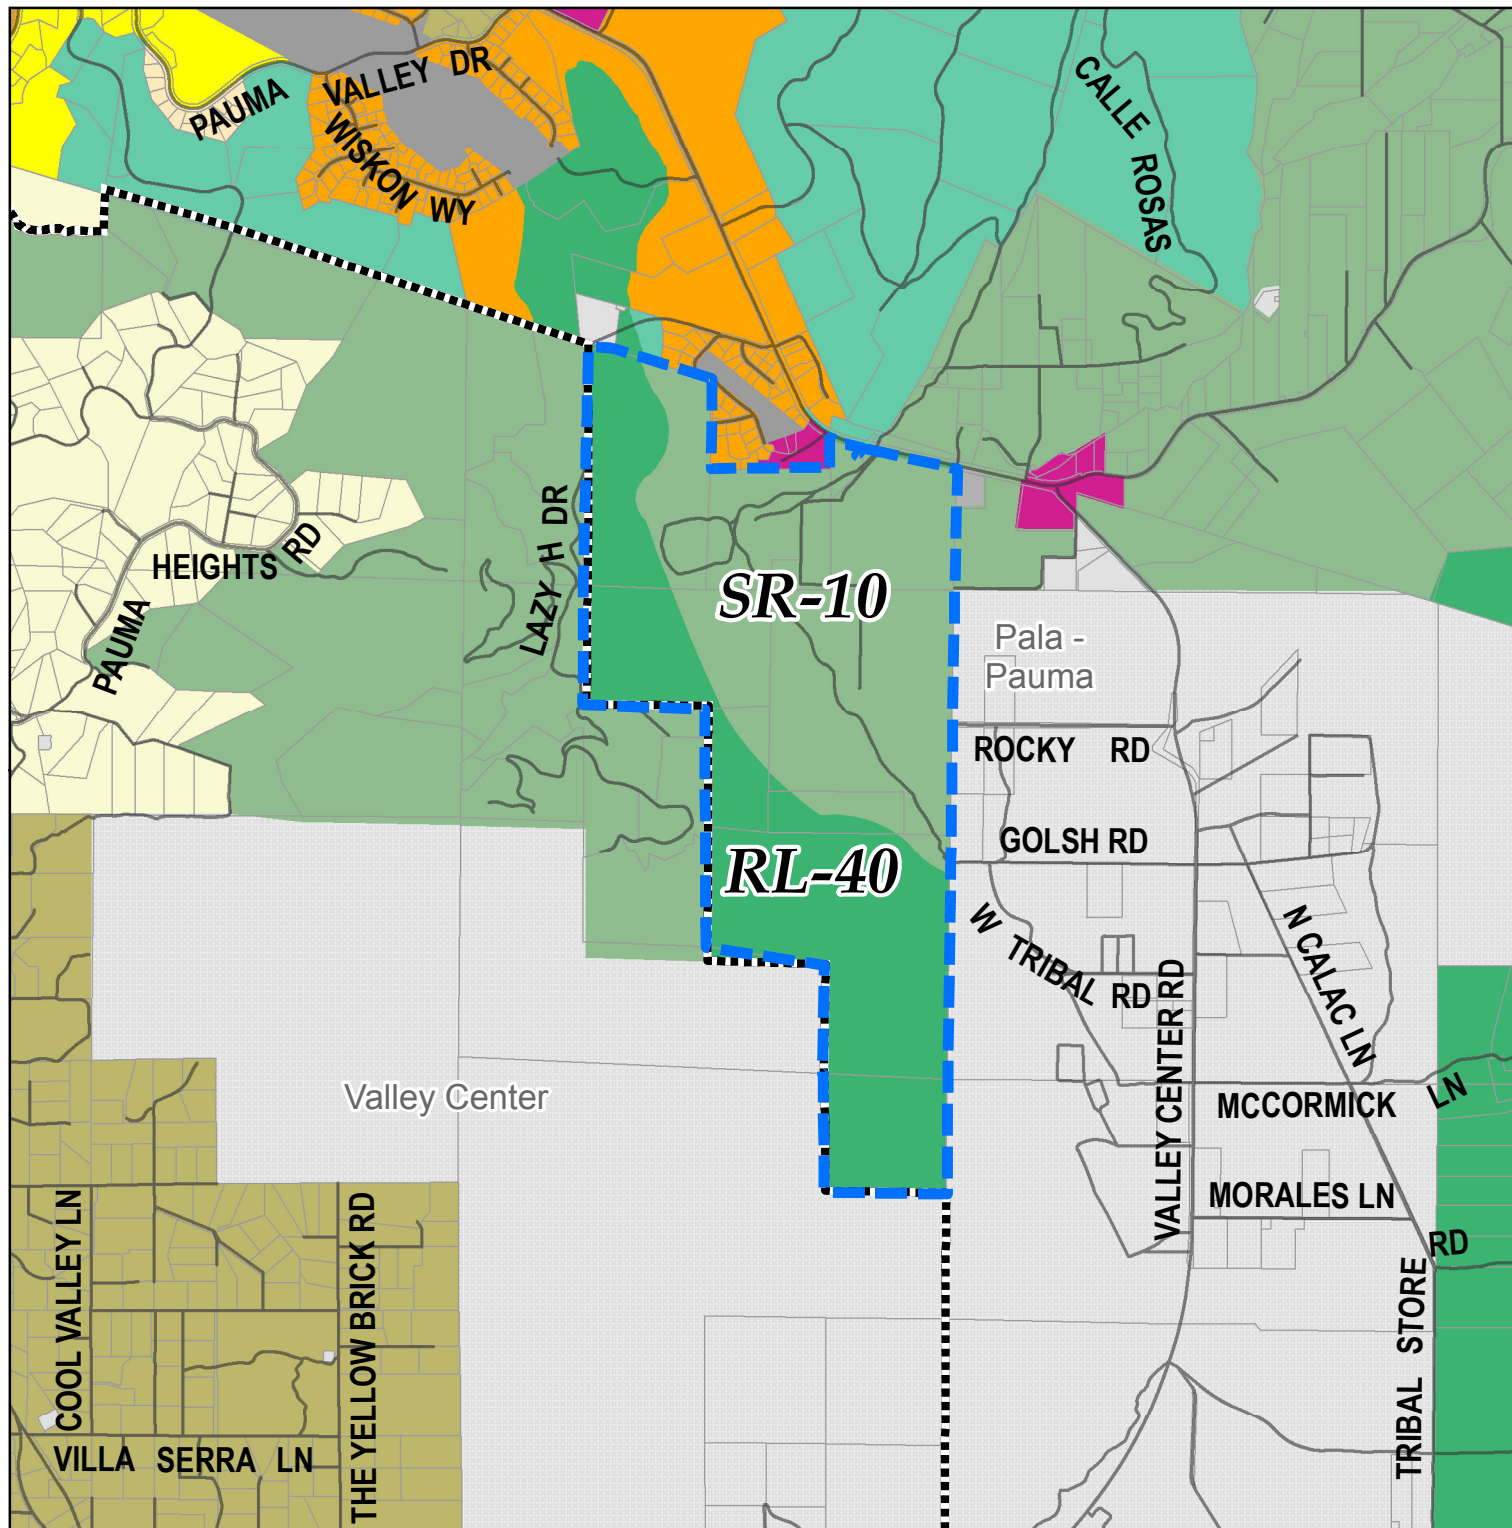 PAUMA VALLEY DR
WISKON WY
CALLE ROSAS
LAZY H DR
HEIGHTS RD
PAUMA
SR-10
Pala -
Pauma
ROCKY RD
GOLSH RD
RL-40
W TRIBAL RD
N CALAC LN
VALLEY CENTER RD
Valley Center
MCCORMICK LN
MORALES LN
COOL VALLEY LN
THE YELLOW BRICK RD
TRIBAL STORE RD
VILLA SERRA LN